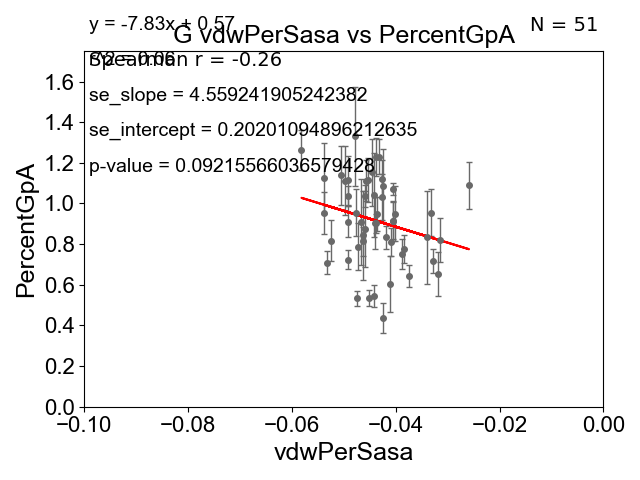 y = -7.83x + 0.57
N = 51
G vdwPerSasa vs PercentGpA
Spearman r = -0.26
se_slope = 4.559241905242382
se_intercept = 0.20201094896212635
p-value = 0.09215566036579428
PercentGpA
1.6
1.4
1.2
1.0
0.8
0.6
0.4
0.2
0.0
−0.10 −0.08 −0.06 −0.04 −0.02 0.00
vdwPerSasa